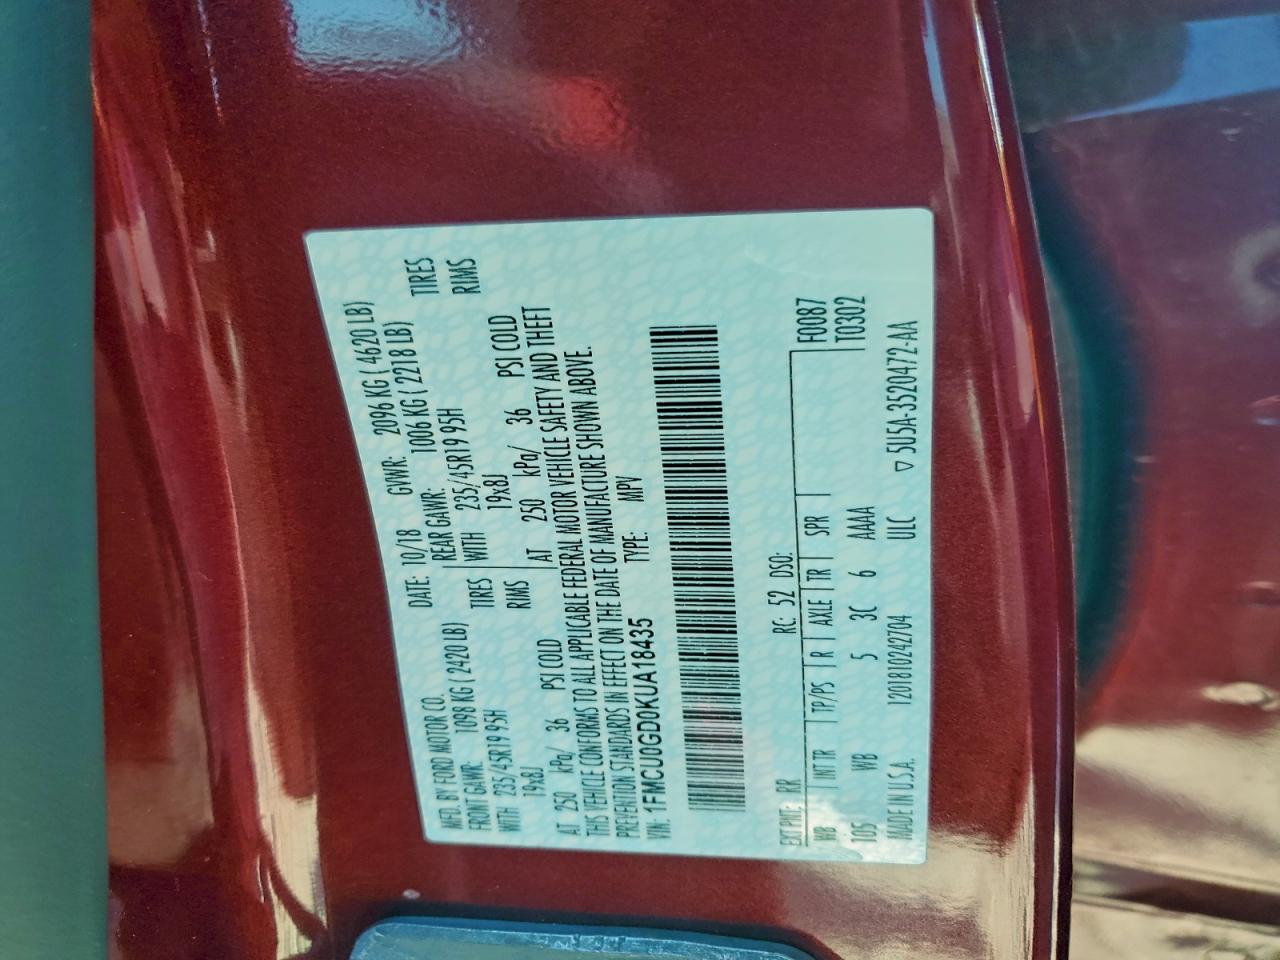 MFD. BY FORD MOTOR CO.
DATE: 10/18 GVWR: 2096 KG ( 4620 LB)
FRONT GAWR: 1098 KG ( 2420 LB) REAR GAWR: 1006 KG ( 2218 LB)
WITH 235/45R19 95H TIRES WITH 235/45R19 95H TIRES
19x8J RIMS 19x8J RIMS
AT 250 kPa/ 36 PSI COLD AT 250 kPa/ 36 PSI COLD
THIS VEHICLE CONFORMS TO ALL APPLICABLE FEDERAL MOTOR VEHICLE SAFETY AND THEFT
PREVENTION STANDARDS IN EFFECT ON THE DATE OF MANUFACTURE SHOWN ABOVE.
VIN: 1FMCU0GD0KUA18435 TYPE: MPV
EXT PNT: RR RC: 52 DSO:
WB INT TR TP/PS R AXLE TR SPR F0087
105 WB 5 3C 6 AAAA T0302
MADE IN U.S.A. 1201810242704 ULC ▽ 5U5A-3520472-AA